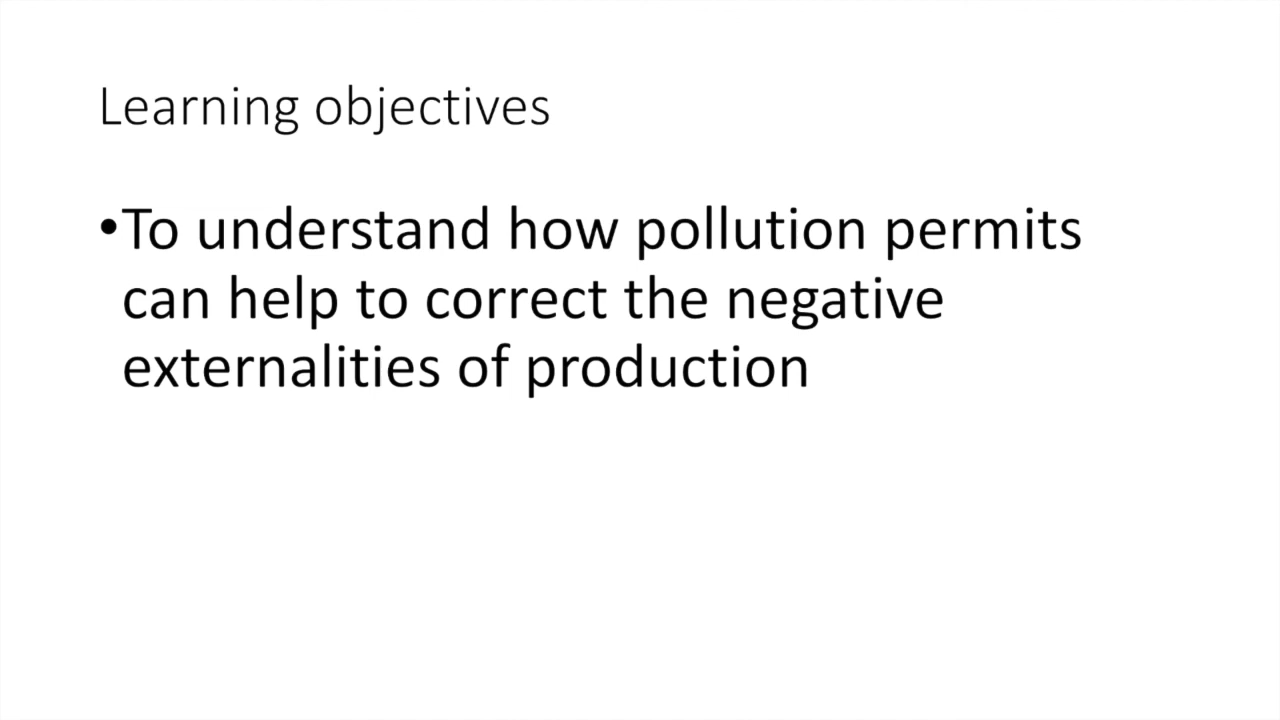 Learning objectives
•To understand how pollution permits
can help to correct the negative
externalities of production